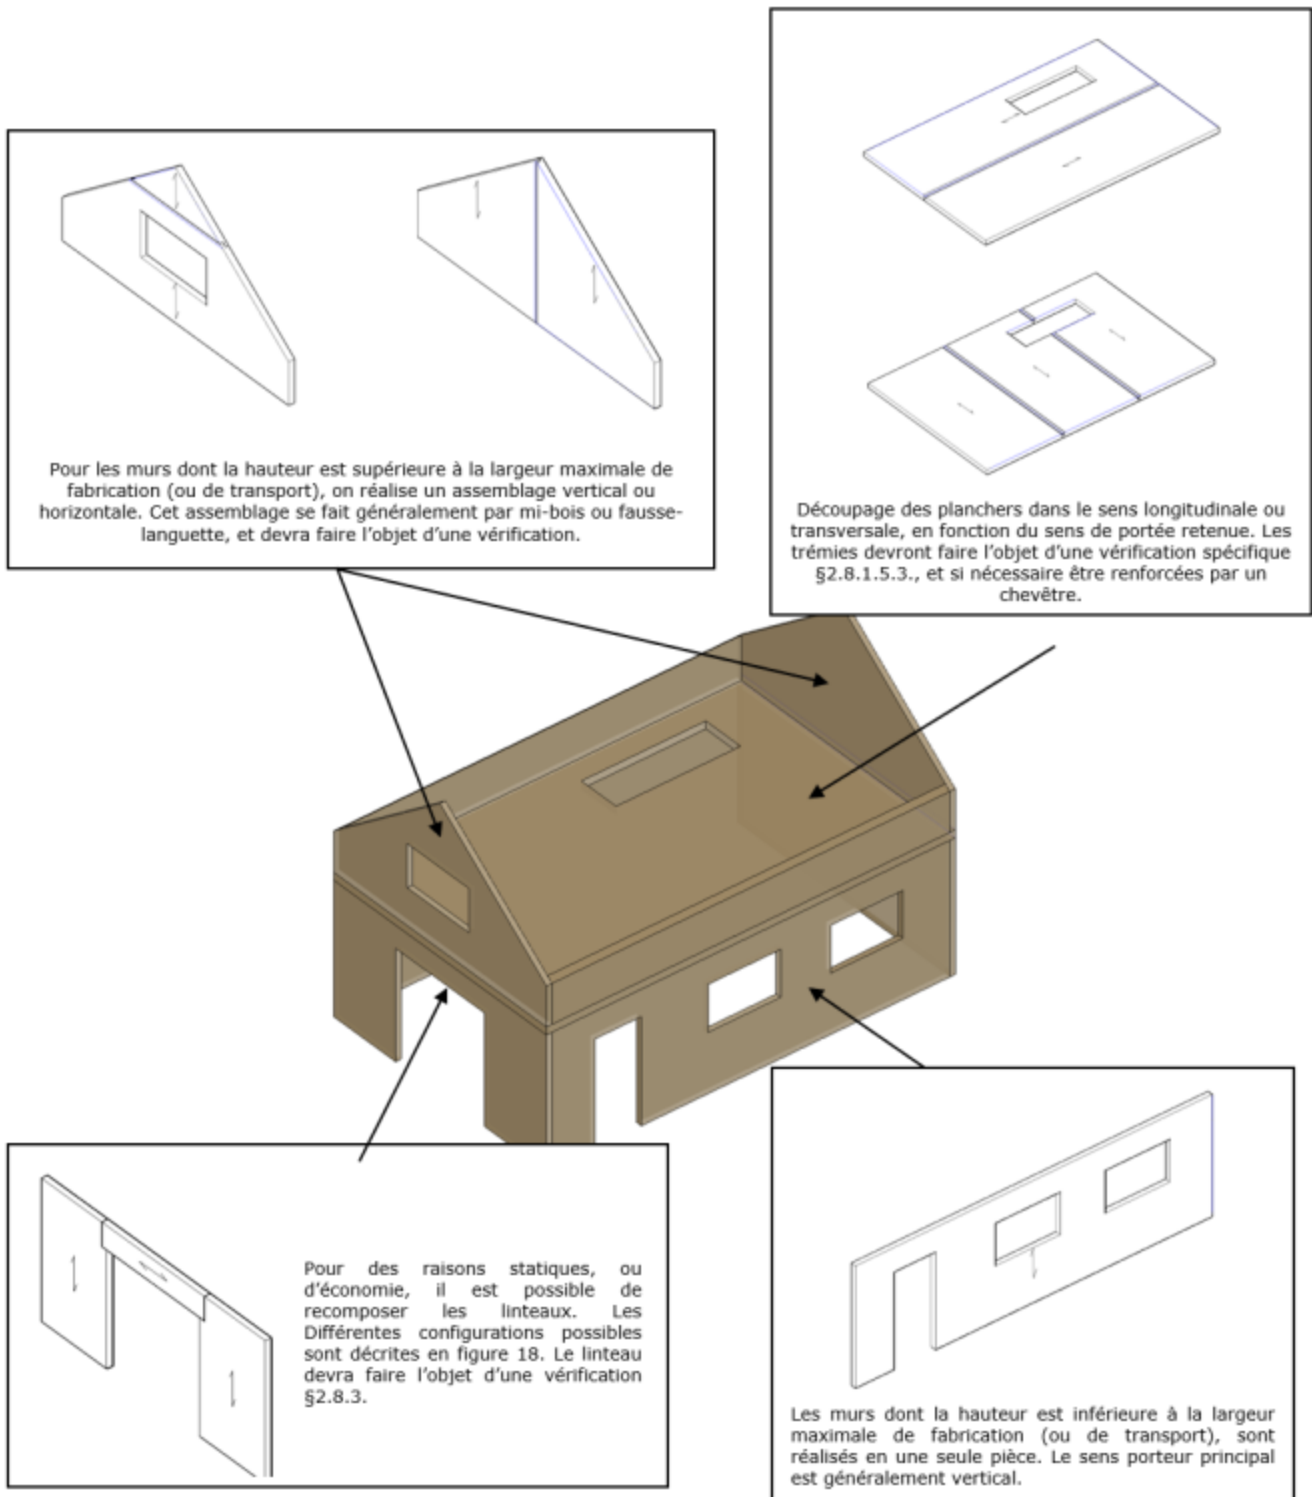 Pour les murs dont la hauteur est supérieure à la largeur maximale de
fabrication (ou de transport), on réalise un assemblage vertical ou
horizontale. Cet assemblage se fait généralement par mi-bois ou fausse-
languette, et devra faire l'objet d'une vérification.
Découpage des planchers dans le sens longitudinale ou
transversale, en fonction du sens de portée retenue. Les
trémies devront faire l'objet d'une vérification spécifique
§2.8.1.5.3., et si nécessaire être renforcées par un
chevêtre.
Pour des raisons statiques, ou
d'économie, il est possible de
recomposer les linteaux. Les
Différentes configurations possibles
sont décrites en figure 18. Le linteau
devra faire l'objet d'une vérification
§2.8.3.
Les murs dont la hauteur est inférieure à la largeur
maximale de fabrication (ou de transport), sont
réalisés en une seule pièce. Le sens porteur principal
est généralement vertical.